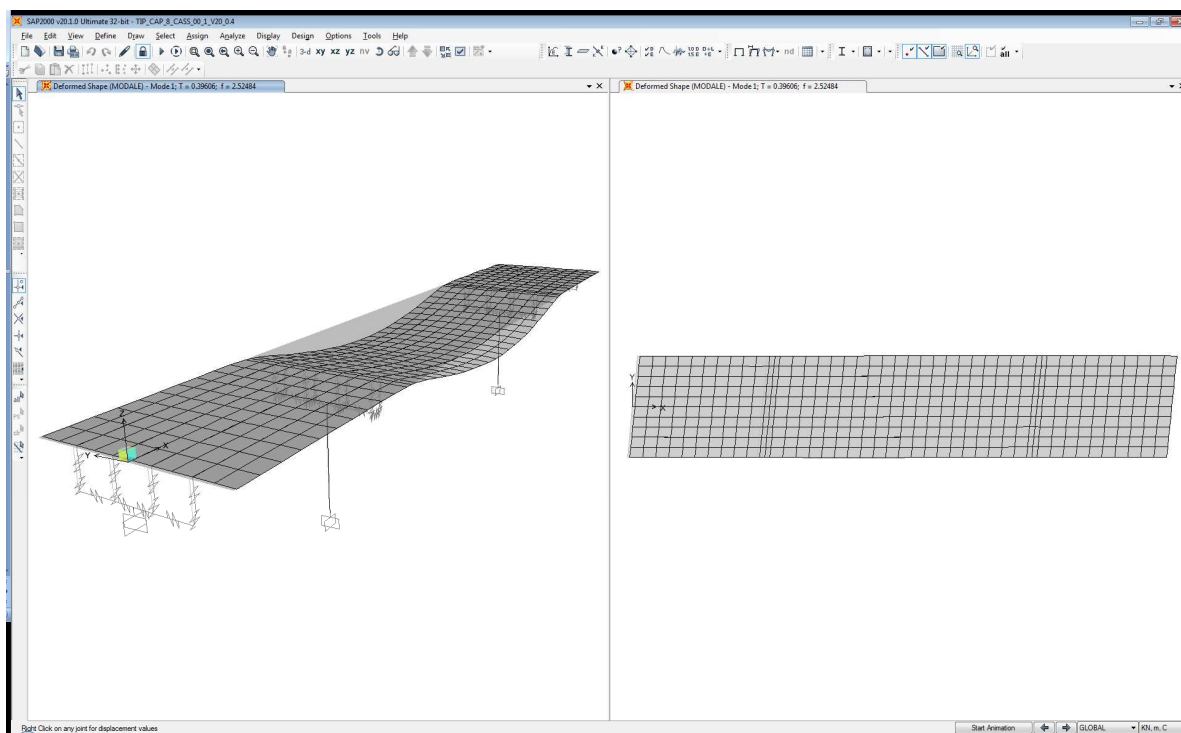 SAP2000 v20.1.0 Ultimate 32-bit - TIP_CAP_8_CASS_00_1_V20_0.4
File Edit View Define Draw Select Assign Analyze Display Design Options Tools Help
3-d xy xz yz nv nd all
Deformed Shape (MODALE) - Mode 1; T = 0.39606; f = 2.52484
Deformed Shape (MODALE) - Mode 1; T = 0.39606; f = 2.52484
Z
Y X
Y
X
Right Click on any joint for displacement values
Start Animation GLOBAL KN, m, C